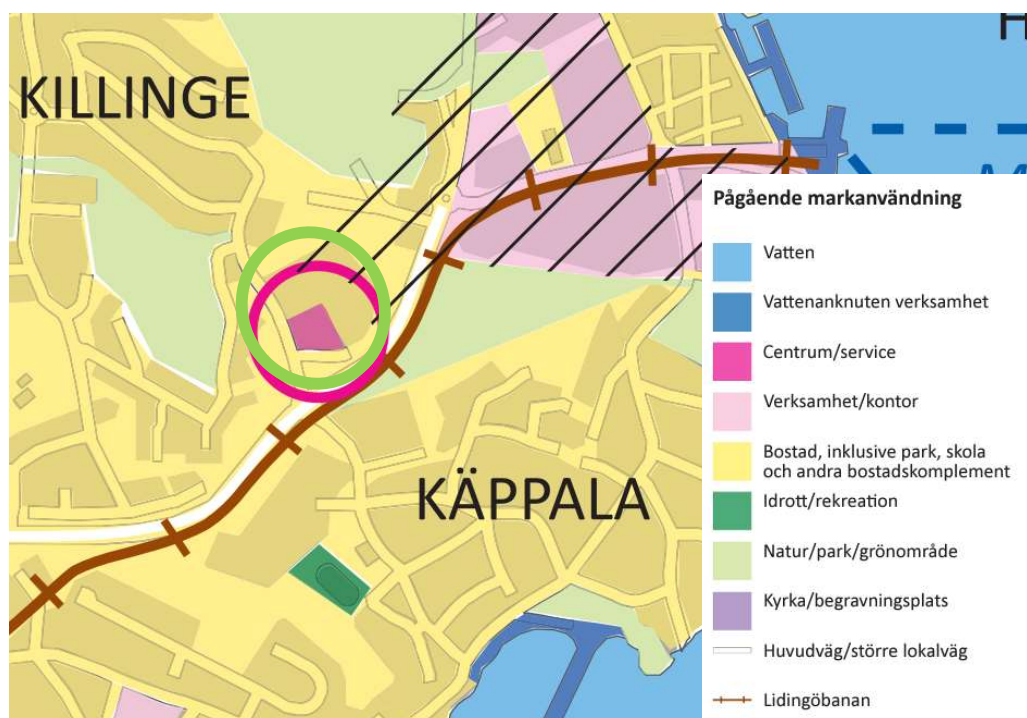 KILLINGE
H
M
KÄPPALA
Pågående markanvändning
Vatten
Vattenanknuten verksamhet
Centrum/service
Verksamhet/kontor
Bostad, inklusive park, skola
och andra bostadskomplement
Idrott/rekreation
Natur/park/grönområde
Kyrka/begravningsplats
Huvudväg/större lokalväg
Lidingöbanan